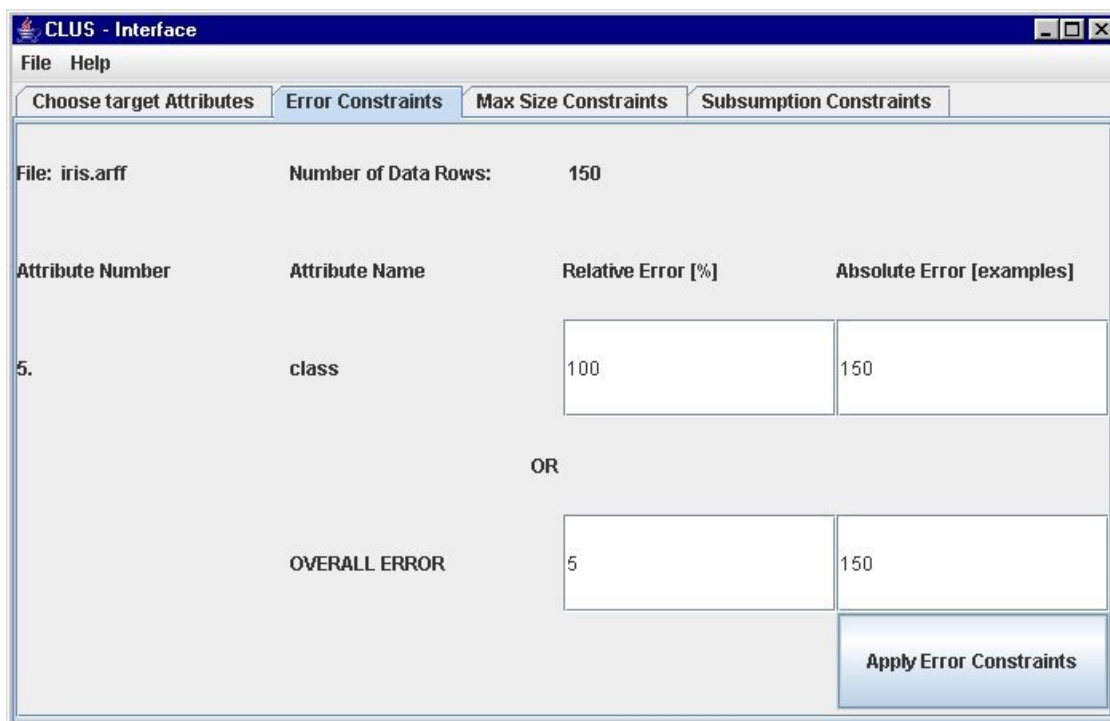 CLUS - Interface
File Help
Choose target Attributes Error Constraints Max Size Constraints Subsumption Constraints
File: iris.arff Number of Data Rows: 150
Attribute Number Attribute Name Relative Error [%] Absolute Error [examples]
5. class 100 150
OR
OVERALL ERROR 5 150
Apply Error Constraints